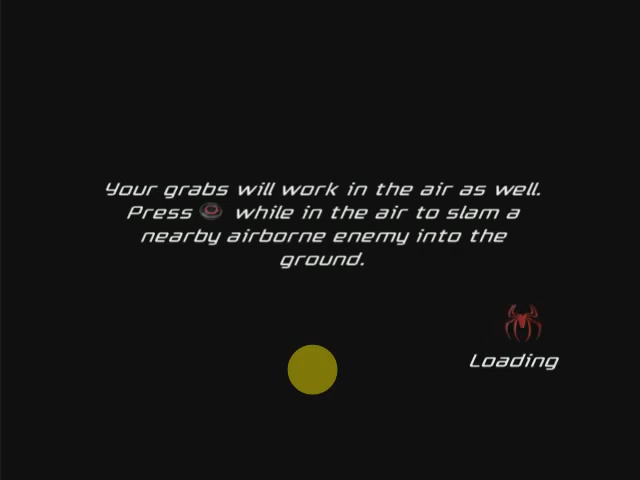 Your grabs will work in the air as well.
Press while in the air to slam a
nearby airborne enemy into the
ground.
Loading